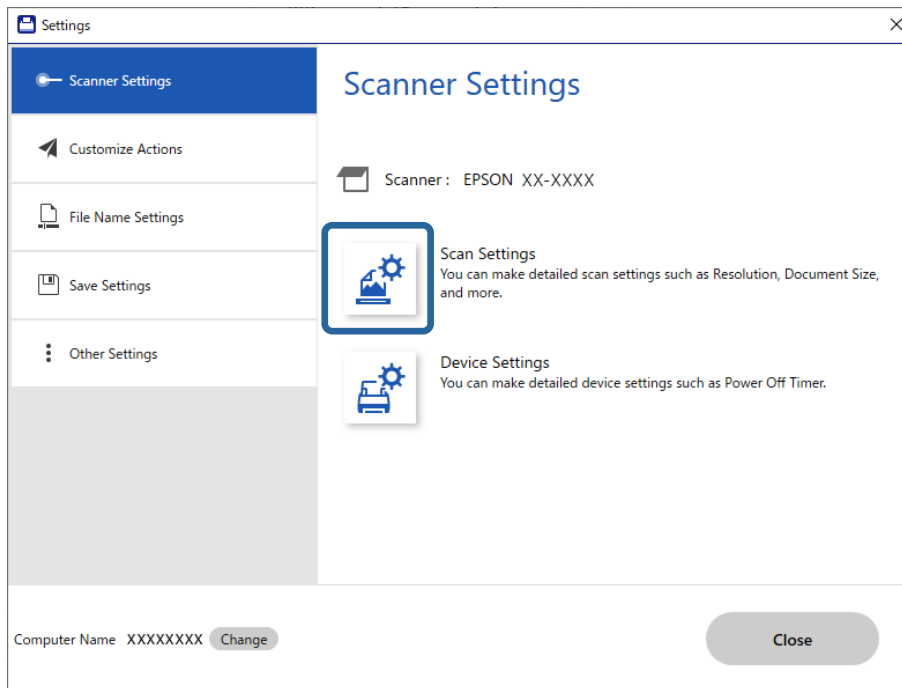 Settings
Scanner Settings
Customize Actions
File Name Settings
Save Settings
Other Settings
Scanner Settings
Scanner : EPSON XX-XXXX
Scan Settings
You can make detailed scan settings such as Resolution, Document Size,
and more.
Device Settings
You can make detailed device settings such as Power Off Timer.
Computer Name XXXXXXXX Change
Close